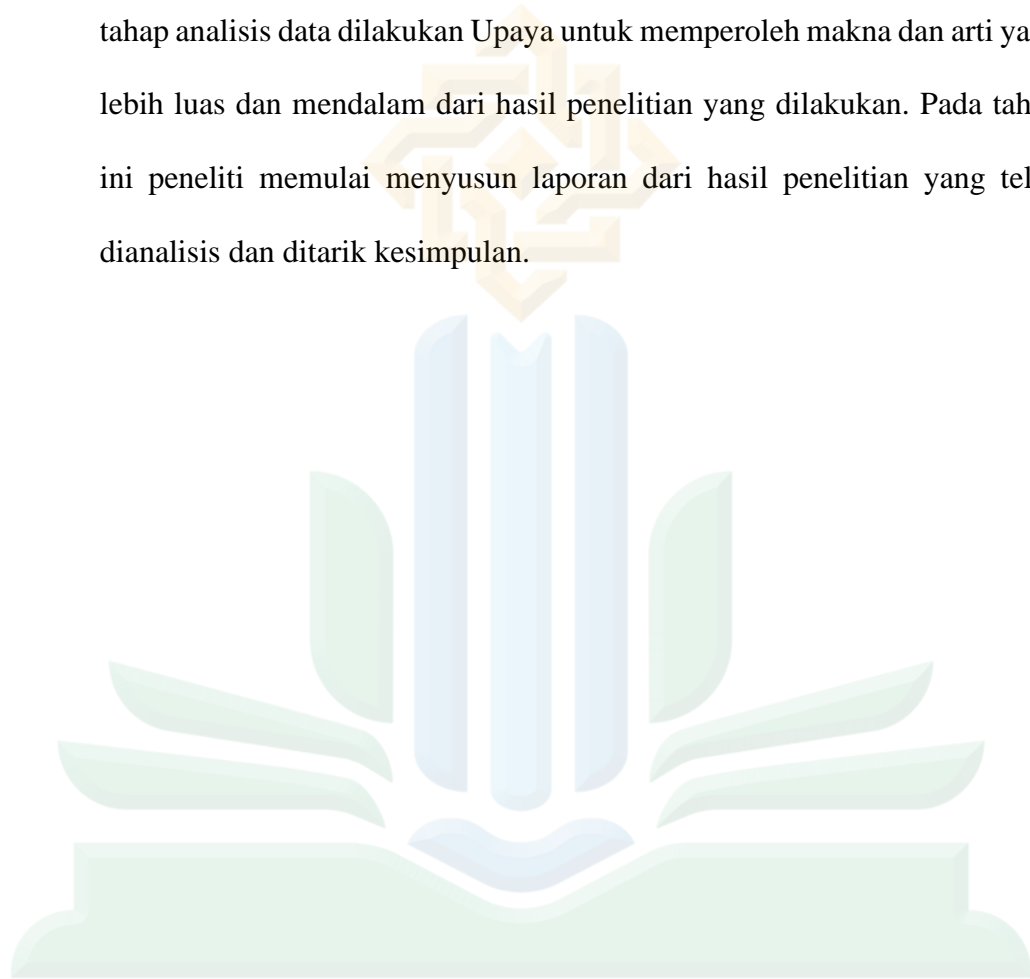 tahap analisis data dilakukan Upaya untuk memperoleh makna dan arti ya
lebih luas dan mendalam dari hasil penelitian yang dilakukan. Pada tah
ini peneliti memulai menyusun laporan dari hasil penelitian yang tel
dianalisis dan ditarik kesimpulan.